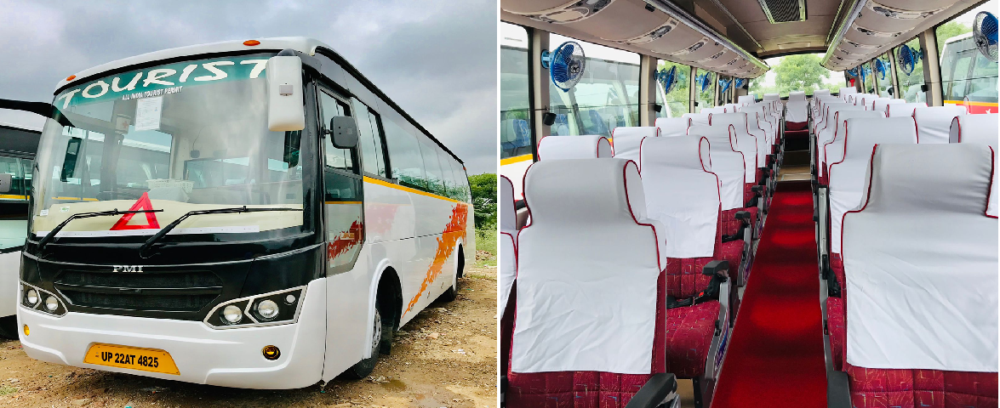 TOURIST
ALL INDIA TOURIST PERMIT
PMI
UP 22AT 4825